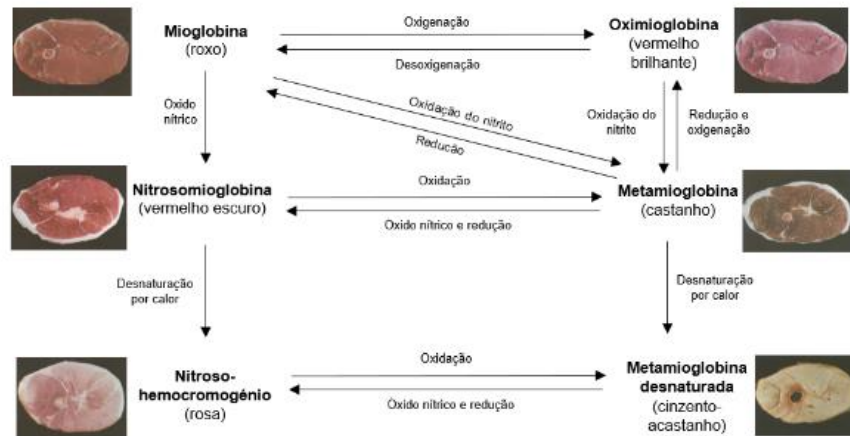 Mioglobina
(roxo)
Oxigenação
Desoxigenação
Oximioglobina
(vermelho
brilhante)
Oxido
nítrico
Oxidação do nitrito
Redução
Oxidação do
nitrito
Redução e
oxigenação
Nitrosomioglobina
(vermelho escuro)
Oxidação
Oxido nítrico e redução
Metamioglobina
(castanho)
Desnaturação
por calor
Desnaturação
por calor
Nitroso-
hemocromogénio
(rosa)
Oxidação
Oxido nítrico e redução
Metamioglobina
desnaturada
(cinzento-
acastanho)